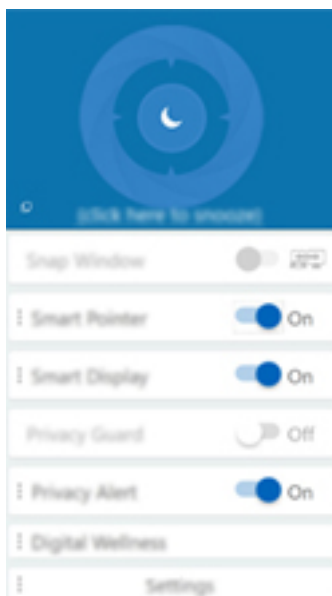 (click here to snooze)
Snap Window
Smart Pointer On
Smart Display On
Privacy Guard Off
Privacy Alert On
Digital Wellness
Settings